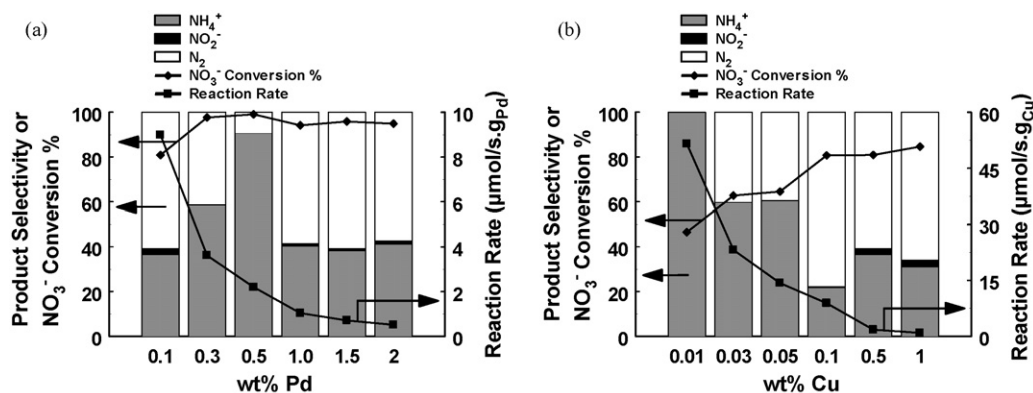 (a)
NH₄⁺
NO₂⁻
N₂
NO₃⁻ Conversion %
Reaction Rate
Product Selectivity or
NO₃⁻ Conversion %
100
80
60
40
20
0
10
8
6
4
2
0
Reaction Rate (μmol/s.gPd)
0.1 0.3 0.5 1.0 1.5 2
wt% Pd
(b)
NH₄⁺
NO₂⁻
N₂
NO₃⁻ Conversion %
Reaction Rate
Product Selectivity or
NO₃⁻ Conversion %
100
80
60
40
20
0
60
45
30
15
0
Reaction Rate (μmol/s.gCu)
0.01 0.03 0.05 0.1 0.5 1
wt% Cu